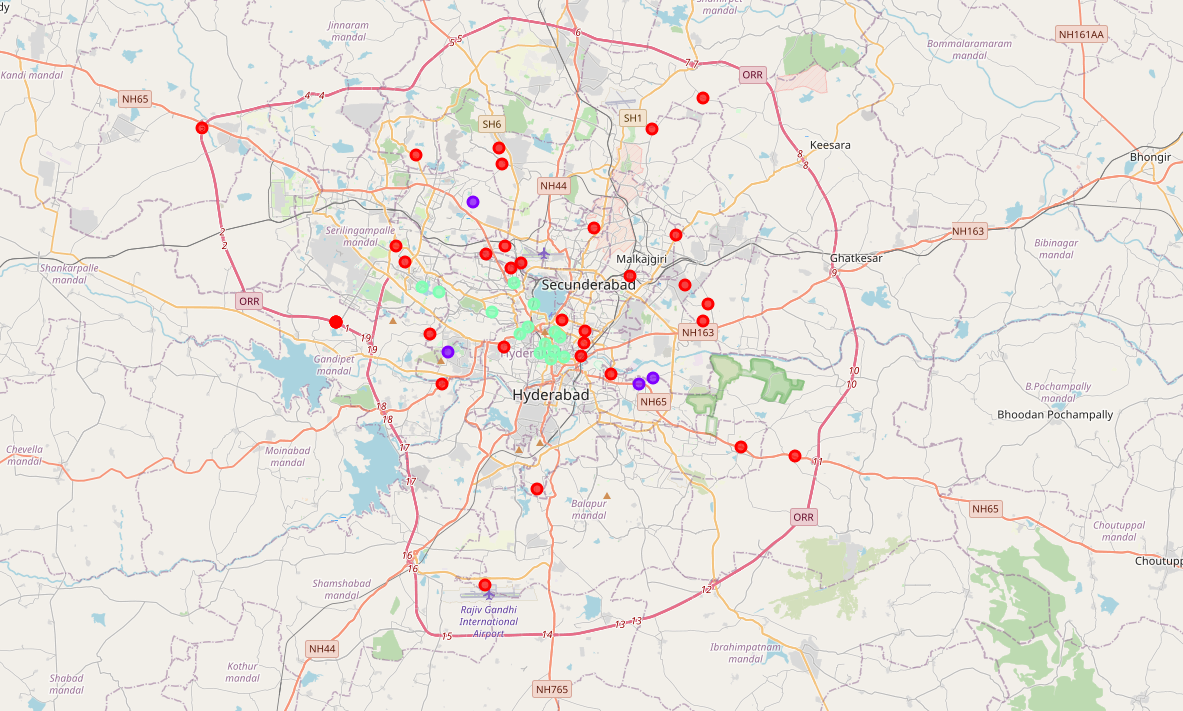 dy
Jinnaram
mandal
Shamirpet
mandal
NH161AA
5
5
6
Bommalaramaram
mandal
7
7
ORR
Kandi mandal
NH65
4
4
SH6
SH1
Keesara
8
8
Bhongir
NH44
2
2
Serilingampalle
mandal
NH163
Bibinagar
mandal
Malkajgiri
Ghatkesar
9
Shankarpalle
mandal
Secunderabad
ORR
1
19
19
NH163
Hyderabad
Gandipet
mandal
10
10
Hyderabad
NH65
B.Pochampally
mandal
Bhoodan Pochampally
18
18
17
Chevella
mandal
Moinabad
mandal
11
17
Balapur
mandal
ORR
NH65
Choutuppal
mandal
16
16
Choutupp
Shamshabad
mandal
12
Rajiv Gandhi
International
Airport
13
13
15
14
NH44
Ibrahimpatnam
mandal
Kothur
mandal
Shabad
mandal
NH765